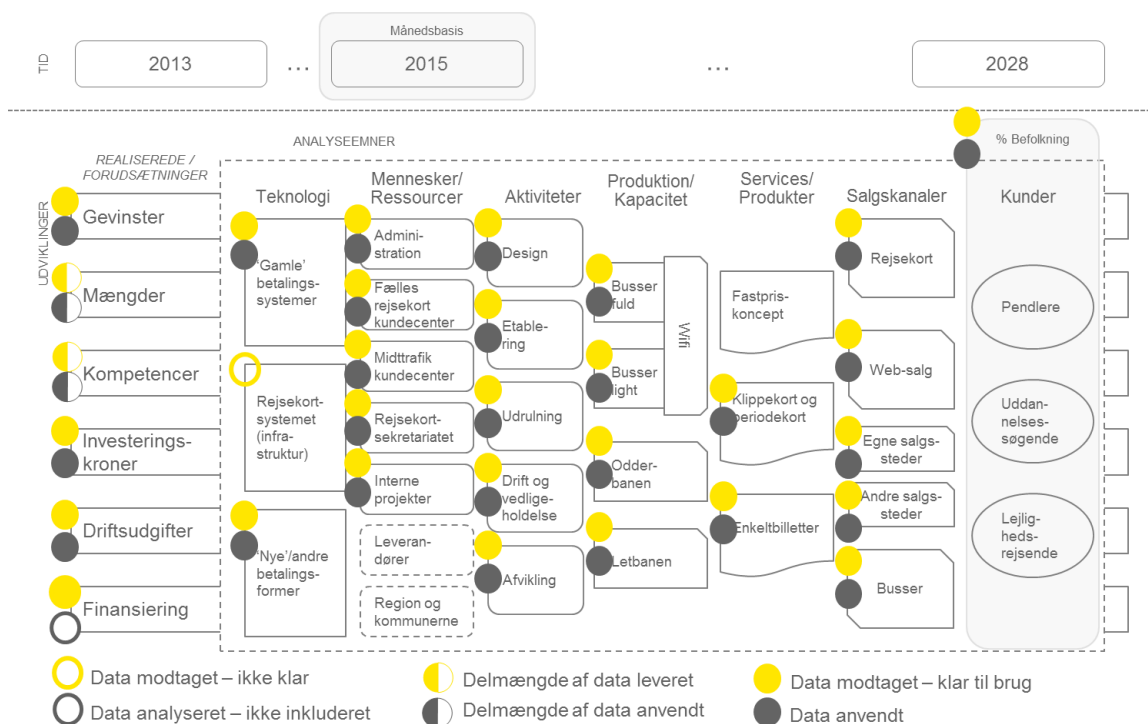 TID
2013
...
Månedsbasis
2015
...
2028
UDVIKLINGER
REALISEREDE /
FORUDSÆTNINGER
Gevinster
Mængder
Kompetencer
Investerings-
kroner
Driftsudgifter
Finansiering
ANALYSEEMNER
Teknologi
'Gamle'
betalings-
systemer
Rejsekort-
systemet
(infra-
struktur)
'Nye'/andre
betalings-
former
Mennesker/
Ressourcer
Admini-
stration
Fælles
rejsekort
kundecenter
Midttrafik
kundecenter
Rejsekort-
sekretariatet
Interne
projekter
Leveran-
dører
Region og
kommunerne
Aktiviteter
Design
Etable-
ring
Udrulning
Drift og
vedlige-
holdelse
Afvikling
Produktion/
Kapacitet
Busser
fuld
Busser
light
Wifi
Odder-
banen
Letbanen
Services/
Produkter
Fastpris-
koncept
Klippekort og
periodekort
Enkeltbilletter
Salgskanaler
Rejsekort
Web-salg
Egne salgs-
steder
Andre salgs-
steder
Busser
% Befolkning
Kunder
Pendlere
Uddan-
nelses-
søgende
Lejlig-
heds-
rejsende
Data modtaget – ikke klar
Delmængde af data leveret
Data modtaget – klar til brug
Data analyseret – ikke inkluderet
Delmængde af data anvendt
Data anvendt